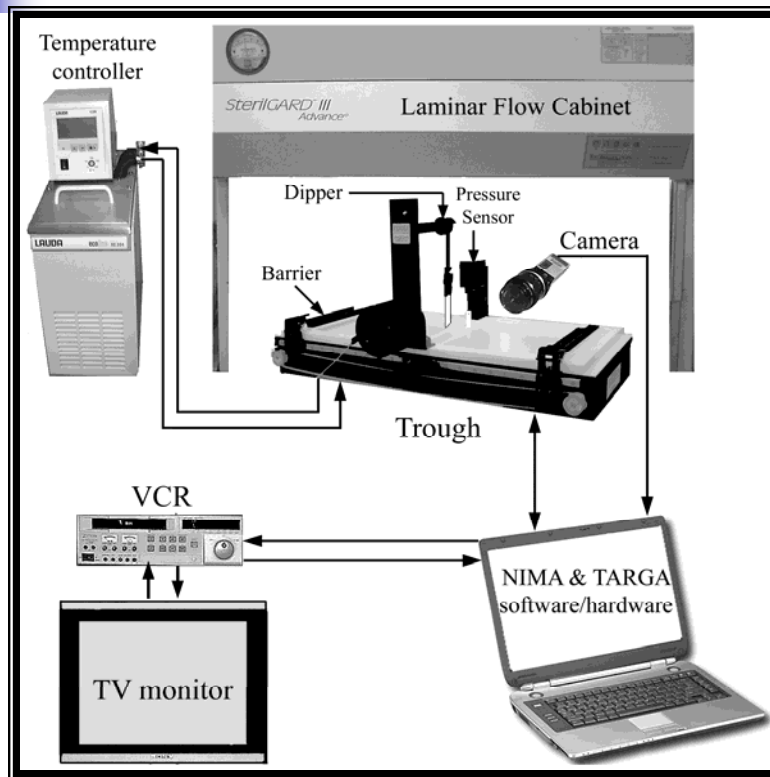 Temperature
controller
SterilGARD III
Advance
Laminar Flow Cabinet
LAUDA
Dipper
Pressure
Sensor
Camera
Barrier
LAUDA
Trough
VCR
NIMA & TARGA
software/hardware
TV monitor